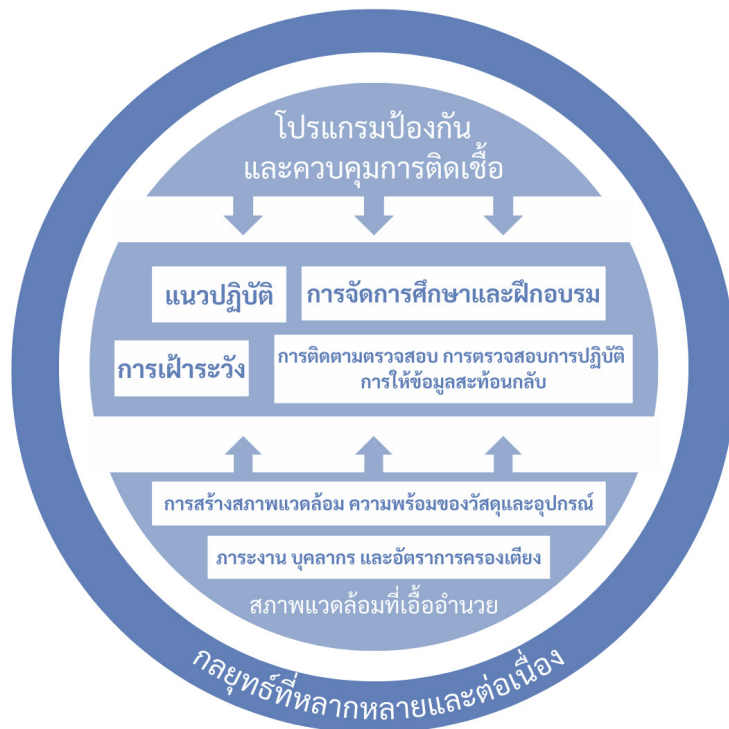 โปรแกรมป้องกัน
และควบคุมการติดเชื้อ
แนวปฏิบัติ
การจัดการศึกษาและฝึกอบรม
การเฝ้าระวัง
การติดตามตรวจสอบ การตรวจสอบการปฏิบัติ
การให้ข้อมูลสะท้อนกลับ
การสร้างสภาพแวดล้อม ความพร้อมของวัสดุและอุปกรณ์
ภาระงาน บุคลากร และอัตราการครองเตียง
สภาพแวดล้อมที่เอื้ออำนวย
กลยุทธ์ที่หลากหลายและต่อเนื่อง